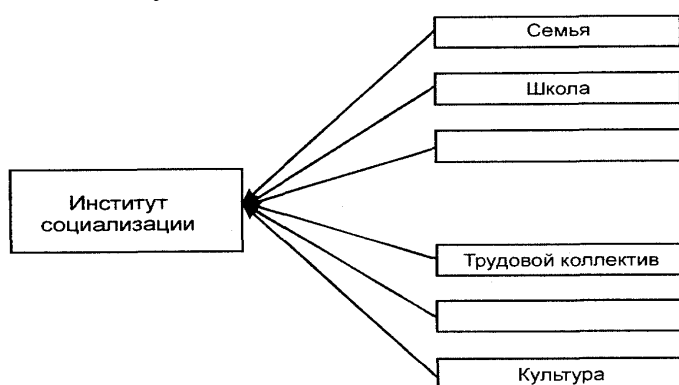 Семья
Школа
Институт
социализации
Трудовой коллектив
Культура